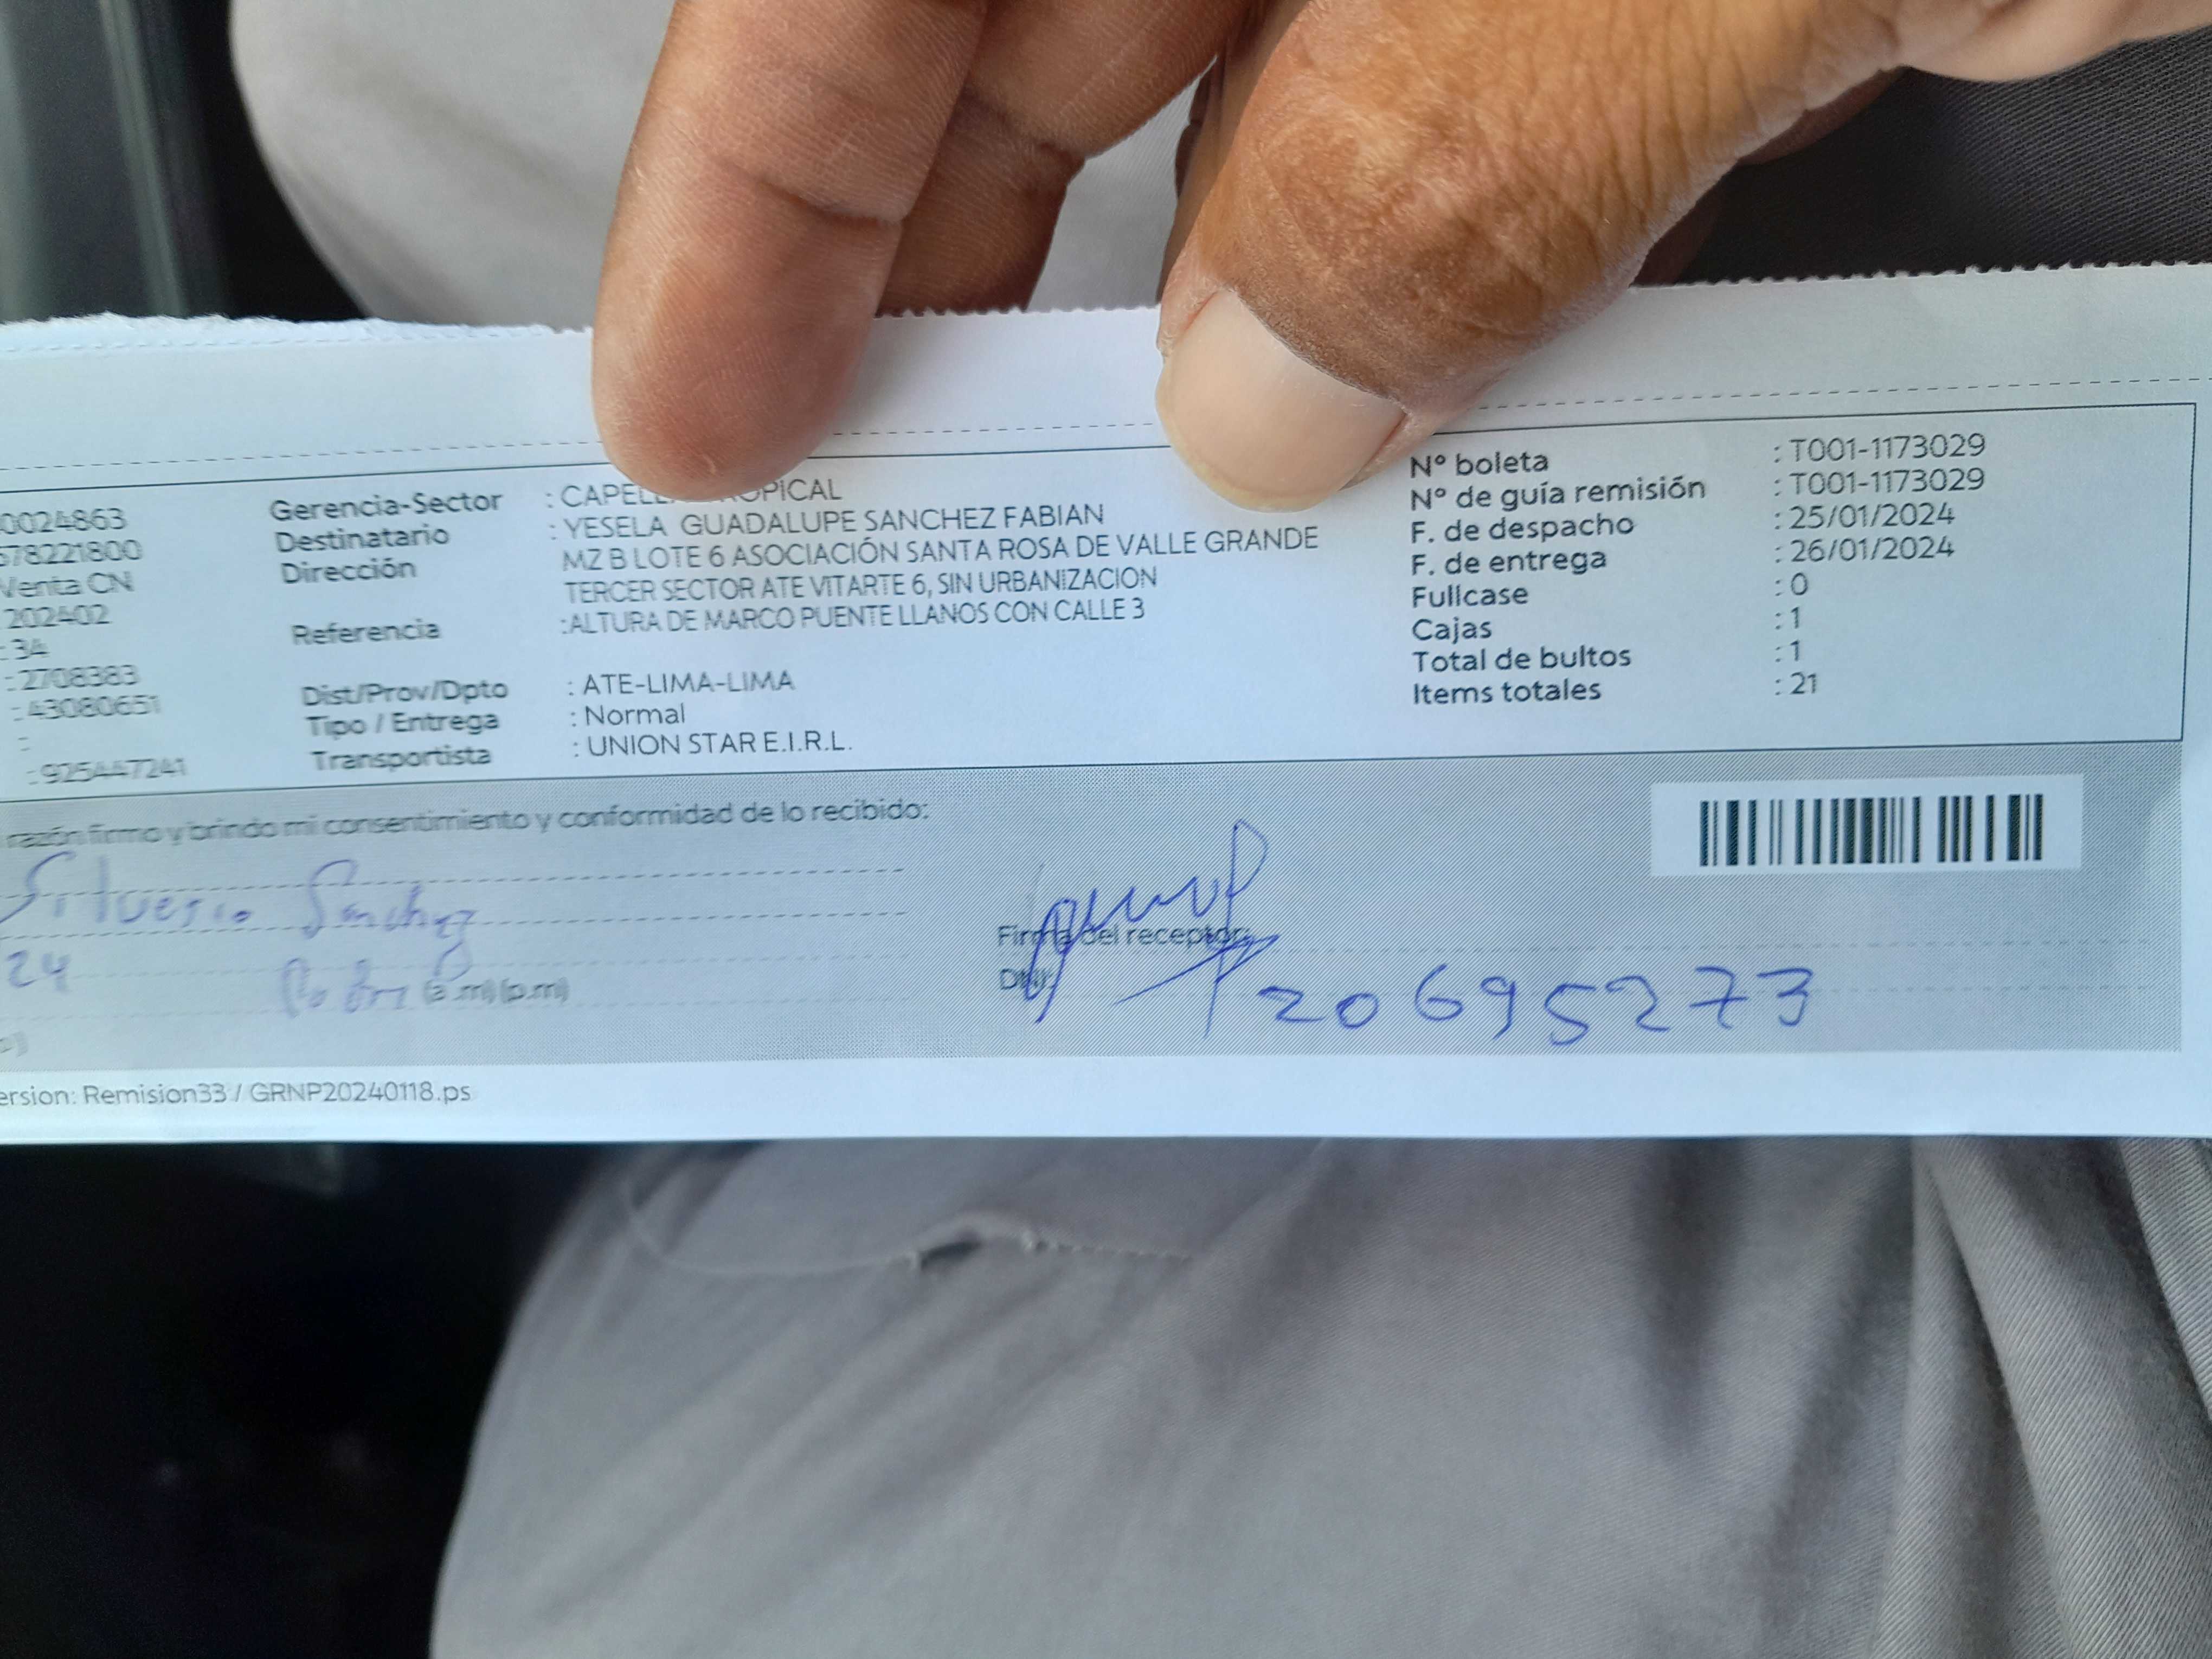 0024863 Gerencia-Sector : CAPELL OPICAL Nº boleta : T001-1173029
578221800 Destinatario : YESELA GUADALUPE SANCHEZ FABIAN Nº de guía remisión : T001-1173029
Venta CN Dirección MZ B LOTE 6 ASOCIACIÓN SANTA ROSA DE VALLE GRANDE F. de despacho : 25/01/2024
202402 TERCER SECTOR ATE VITARTE 6, SIN URBANIZACION F. de entrega : 26/01/2024
: 34 Referencia :ALTURA DE MARCO PUENTE LLANOS CON CALLE 3 Fullcase : 0
: 2708383 Dist/Prov/Dpto : ATE-LIMA-LIMA Cajas : 1
: 43080651 Tipo / Entrega : Normal Total de bultos : 1
: Transportista : UNION STAR E.I.R.L. Items totales : 21
: 925447241
razón firmo y brindo mi consentimiento y conformidad de lo recibido:
Silverio Sanchez Firma del receptor:
24 (a.m) (p.m) DNI: 20695273
ersion: Remision33 / GRNP20240118.ps